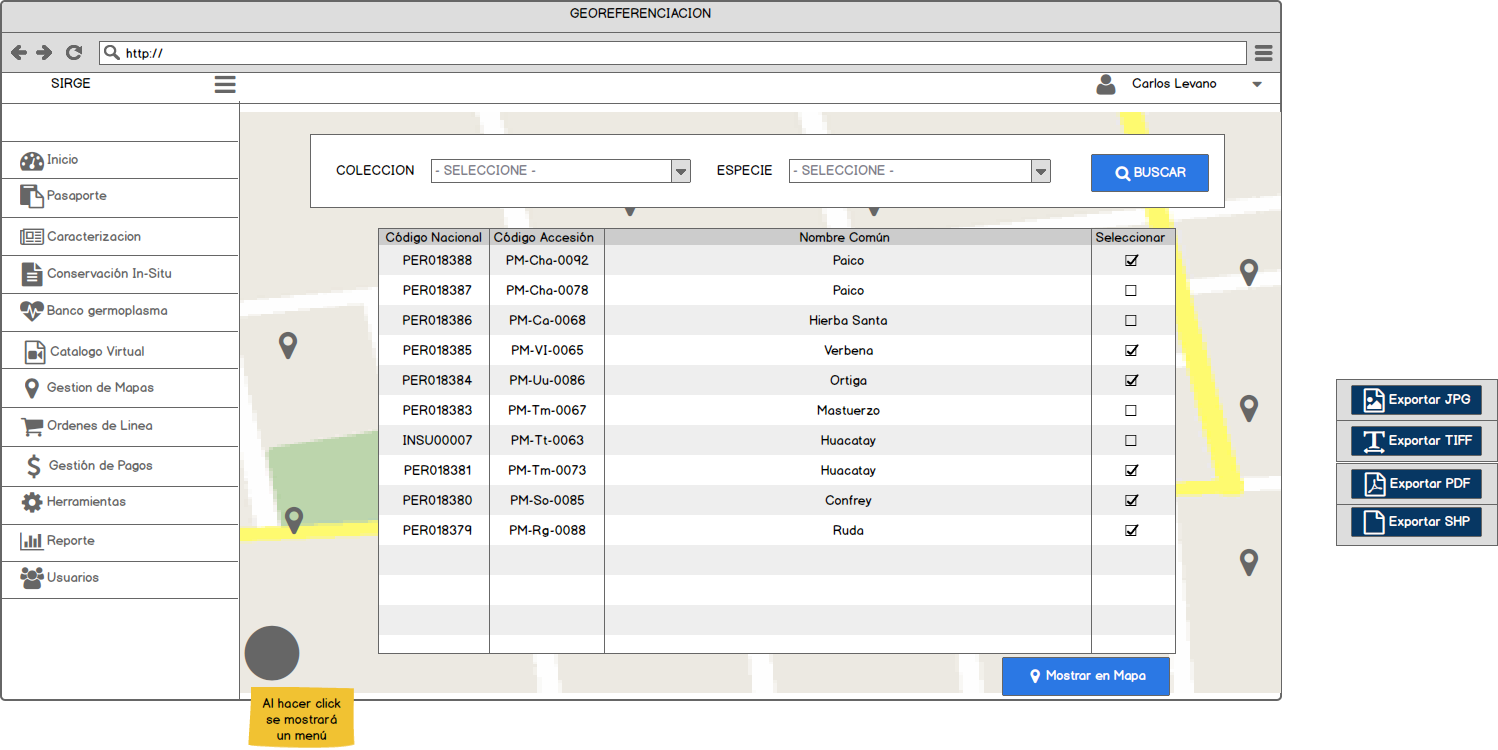 GEOREFERENCIACION
http://
SIRGE
Carlos Levano
Inicio
Pasaporte
Caracterizacion
Conservación In-Situ
Banco germoplasma
Catalogo Virtual
Gestion de Mapas
Ordenes de Linea
Gestión de Pagos
Herramientas
Reporte
Usuarios
COLECCION - SELECCIONE - ESPECIE - SELECCIONE - BUSCAR
Código Nacional Código Accesión Nombre Común Seleccionar
PER018388 PM-Cha-0092 Paico
PER018387 PM-Cha-0078 Paico
PER018386 PM-Ca-0068 Hierba Santa
PER018385 PM-VI-0065 Verbena
PER018384 PM-Uu-0086 Ortiga
PER018383 PM-Tm-0067 Mastuerzo
INSU00007 PM-Tt-0063 Huacatay
PER018381 PM-Tm-0073 Huacatay
PER018380 PM-So-0085 Confrey
PER018379 PM-Rg-0088 Ruda
Mostrar en Mapa
Al hacer click
se mostrará
un menú
Exportar JPG
Exportar TIFF
Exportar PDF
Exportar SHP